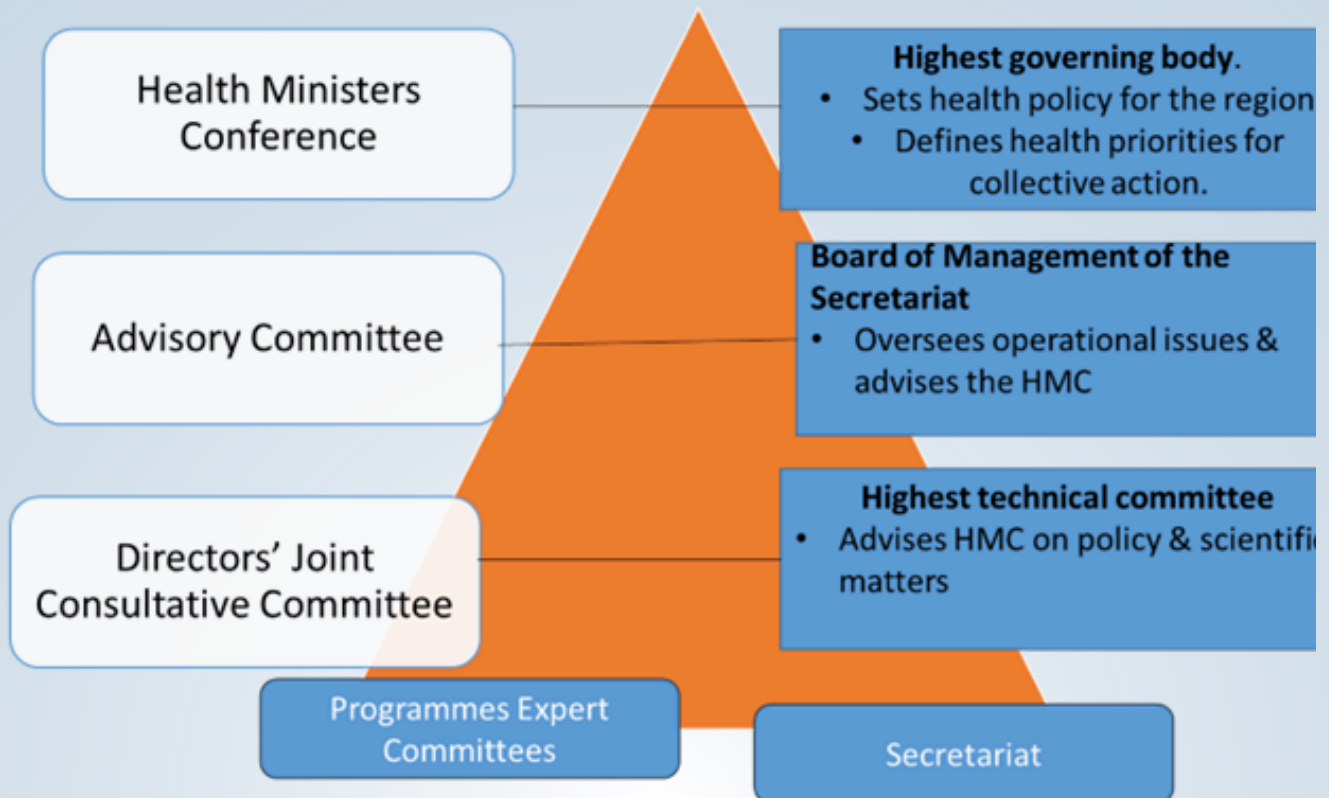 Health Ministers
Conference
Highest governing body.
• Sets health policy for the region
• Defines health priorities for
collective action.
Advisory Committee
Board of Management of the
Secretariat
• Oversees operational issues &
advises the HMC
Directors’ Joint
Consultative Committee
Highest technical committee
• Advises HMC on policy & scientific
matters
Programmes Expert
Committees
Secretariat